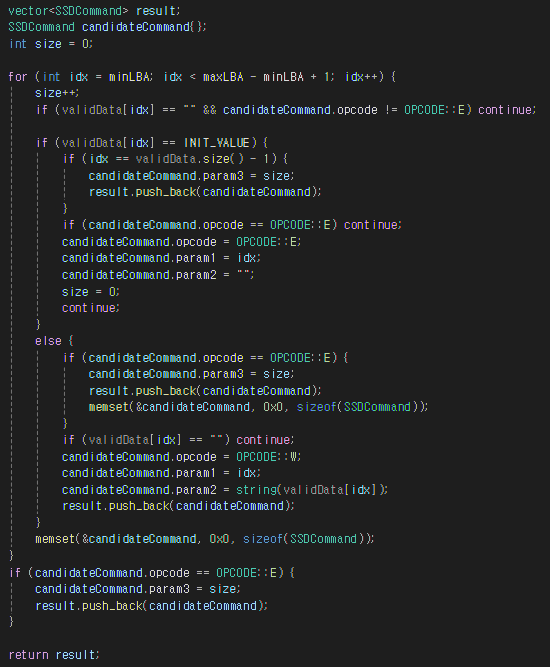 vector<SSDCommand> result;
SSDCommand candidateCommand{};
int size = 0;

for (int idx = minLBA; idx < maxLBA - minLBA + 1; idx++) {
    size++;
    if (validData[idx] == "" && candidateCommand.opcode != OPCODE::E) continue;

    if (validData[idx] == INIT_VALUE) {
        if (idx == validData.size() - 1) {
            candidateCommand.param3 = size;
            result.push_back(candidateCommand);
        }
        if (candidateCommand.opcode == OPCODE::E) continue;
        candidateCommand.opcode = OPCODE::E;
        candidateCommand.param1 = idx;
        candidateCommand.param2 = "";
        size = 0;
        continue;
    }
    else {
        if (candidateCommand.opcode == OPCODE::E) {
            candidateCommand.param3 = size;
            result.push_back(candidateCommand);
            memset(&candidateCommand, 0x0, sizeof(SSDCommand));
        }
        if (validData[idx] == "") continue;
        candidateCommand.opcode = OPCODE::W;
        candidateCommand.param1 = idx;
        candidateCommand.param2 = string(validData[idx]);
        result.push_back(candidateCommand);
    }
    memset(&candidateCommand, 0x0, sizeof(SSDCommand));
}
if (candidateCommand.opcode == OPCODE::E) {
    candidateCommand.param3 = size;
    result.push_back(candidateCommand);
}

return result;